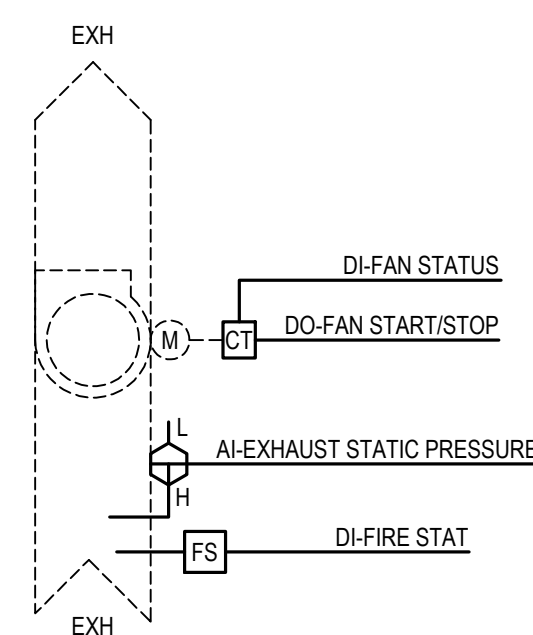 EXH
DI-FAN STATUS
DO-FAN START/STOP
M
CT
L
AI-EXHAUST STATIC PRESSURE
H
DI-FIRE STAT
FS
EXH